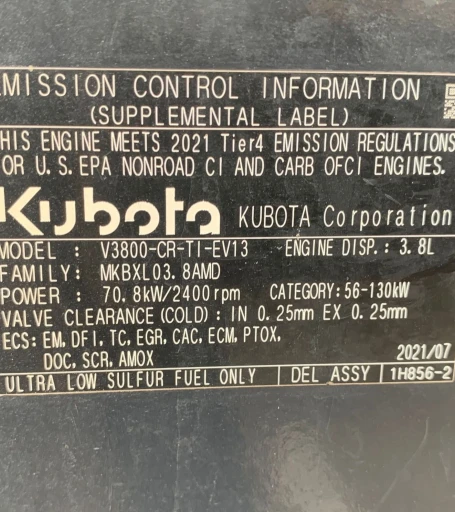 EMISSION CONTROL INFORMATION
(SUPPLEMENTAL LABEL)
THIS ENGINE MEETS 2021 Tier4 EMISSION REGULATIONS
FOR U.S. EPA NONROAD CI AND CARB OFCI ENGINES.
Kubota KUBOTA Corporation
MODEL : V3800-CR-TI-EV13 ENGINE DISP.: 3.8L
FAMILY : MKBXL03.8AMD
POWER : 70.8kW/2400rpm CATEGORY:56-130kW
VALVE CLEARANCE (COLD) : IN 0.25mm EX 0.25mm
ECS: EM, DFI, TC, EGR, CAC, ECM, PTOX,
DOC, SCR, AMOX 2021/07
ULTRA LOW SULFUR FUEL ONLY DEL ASSY 1H856-2